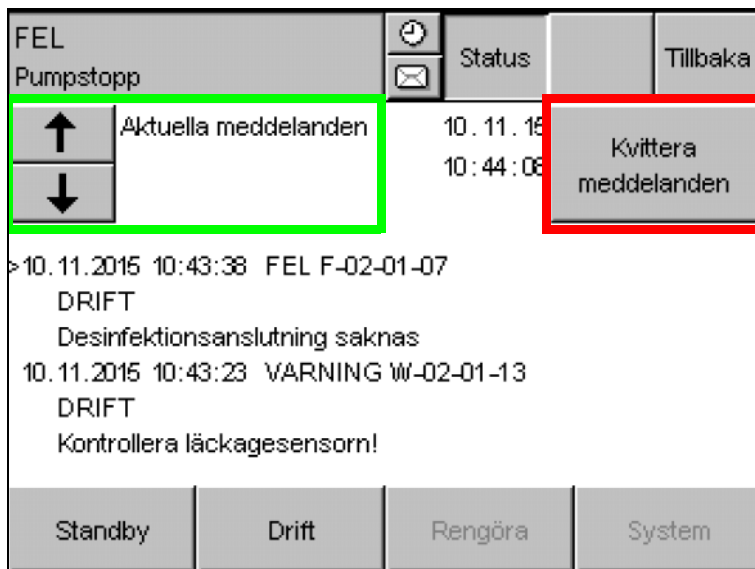 FEL
Pumpstopp
Status
Tillbaka
Aktuella meddelanden
10.11.15
10:44:08
Kvittera
meddelanden
>10.11.2015 10:43:38 FEL F-02-01-07
DRIFT
Desinfektionsanslutning saknas
10.11.2015 10:43:23 VARNING W-02-01-13
DRIFT
Kontrollera läckagesensorn!
Standby
Drift
Rengöra
System